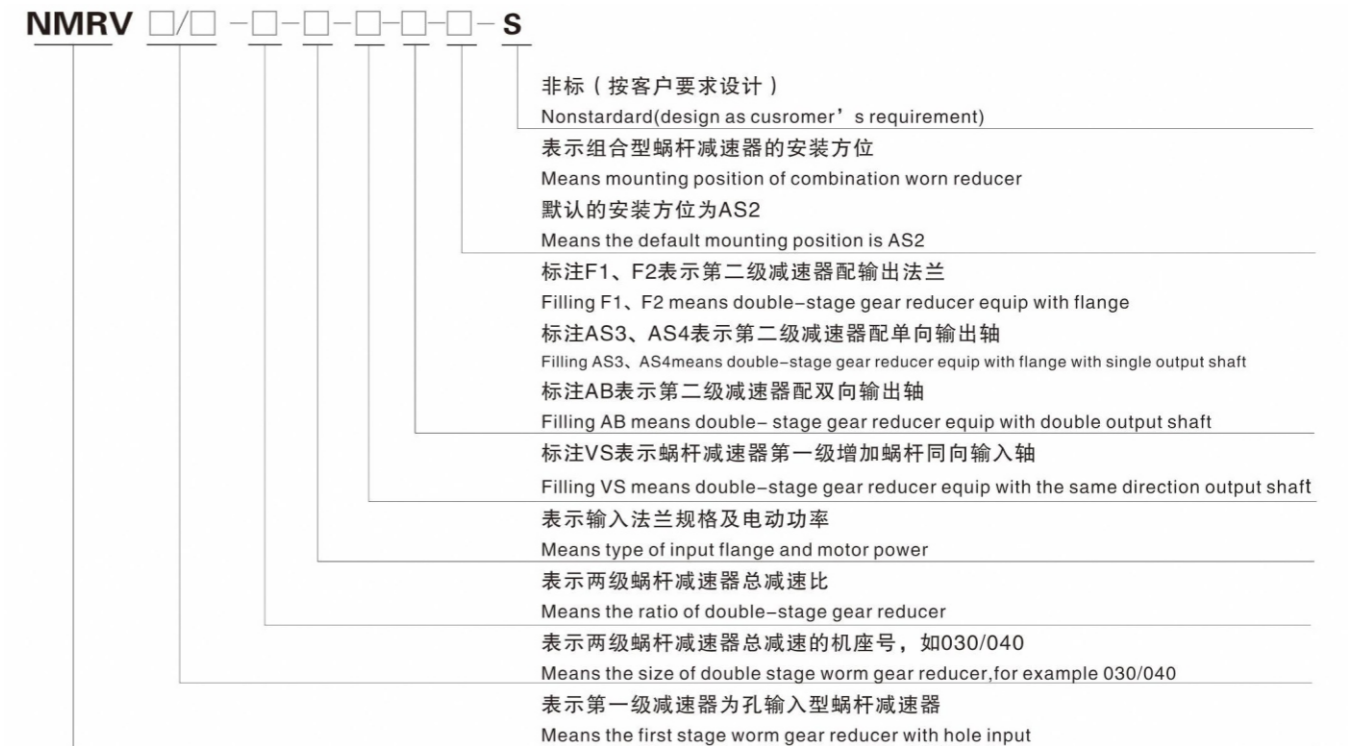 NMRV □/□ -□-□-□-□-□-S
非标（按客户要求设计）
Nonstardard(design as cusromer’s requirement)
表示组合型蜗杆减速器的安装方位
Means mounting position of combination worn reducer
默认的安装方位为AS2
Means the default mounting position is AS2
标注F1、F2表示第二级减速器配输出法兰
Filling F1、F2 means double-stage gear reducer equip with flange
标注AS3、AS4表示第二级减速器配单向输出轴
Filling AS3、AS4means double-stage gear reducer equip with flange with single output shaft
标注AB表示第二级减速器配双向输出轴
Filling AB means double- stage gear reducer equip with double output shaft
标注VS表示蜗杆减速器第一级增加蜗杆同向输入轴
Filling VS means double-stage gear reducer equip with the same direction output shaft
表示输入法兰规格及电动功率
Means type of input flange and motor power
表示两级蜗杆减速器总减速比
Means the ratio of double-stage gear reducer
表示两级蜗杆减速器总减速的机座号，如030/040
Means the size of double stage worm gear reducer,for example 030/040
表示第一级减速器为孔输入型蜗杆减速器
Means the first stage worm gear reducer with hole input